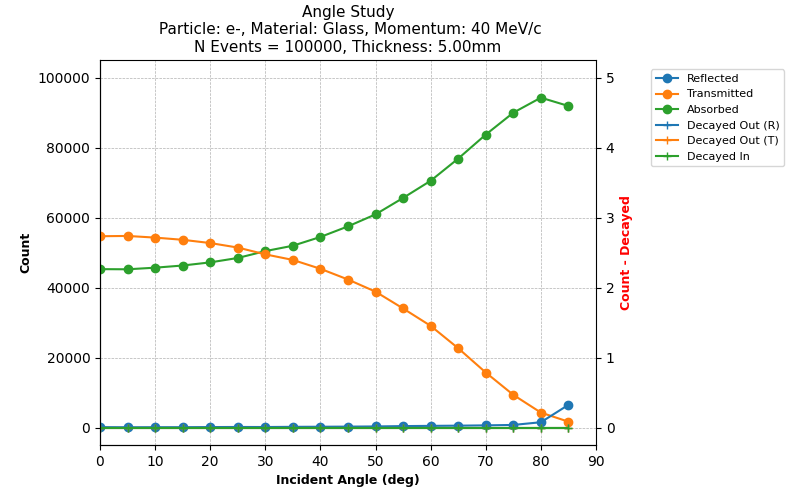 Angle Study
Particle: e-, Material: Glass, Momentum: 40 MeV/c
N Events = 100000, Thickness: 5.00mm
100000
80000
60000
40000
20000
0
Count
0 10 20 30 40 50 60 70 80 90
Incident Angle (deg)
5
4
3
2
1
0
Count - Decayed
Reflected
Transmitted
Absorbed
Decayed Out (R)
Decayed Out (T)
Decayed In